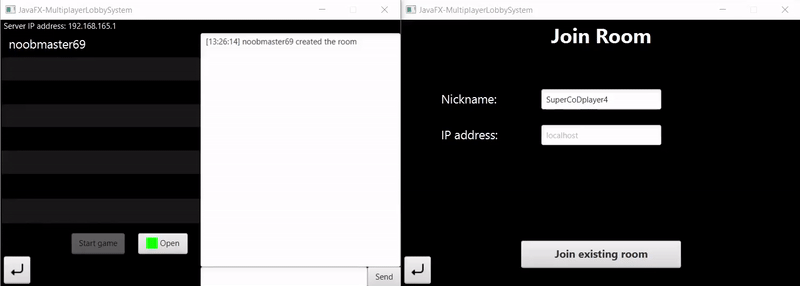 JavaFX-MultiplayerLobbySystem
Server IP address: 192.168.165.1
noobmaster69
[13:26:14] noobmaster69 created the room
Start game
Open
Send
JavaFX-MultiplayerLobbySystem
Join Room
Nickname:
SuperCoDplayer4
IP address:
localhost
Join existing room